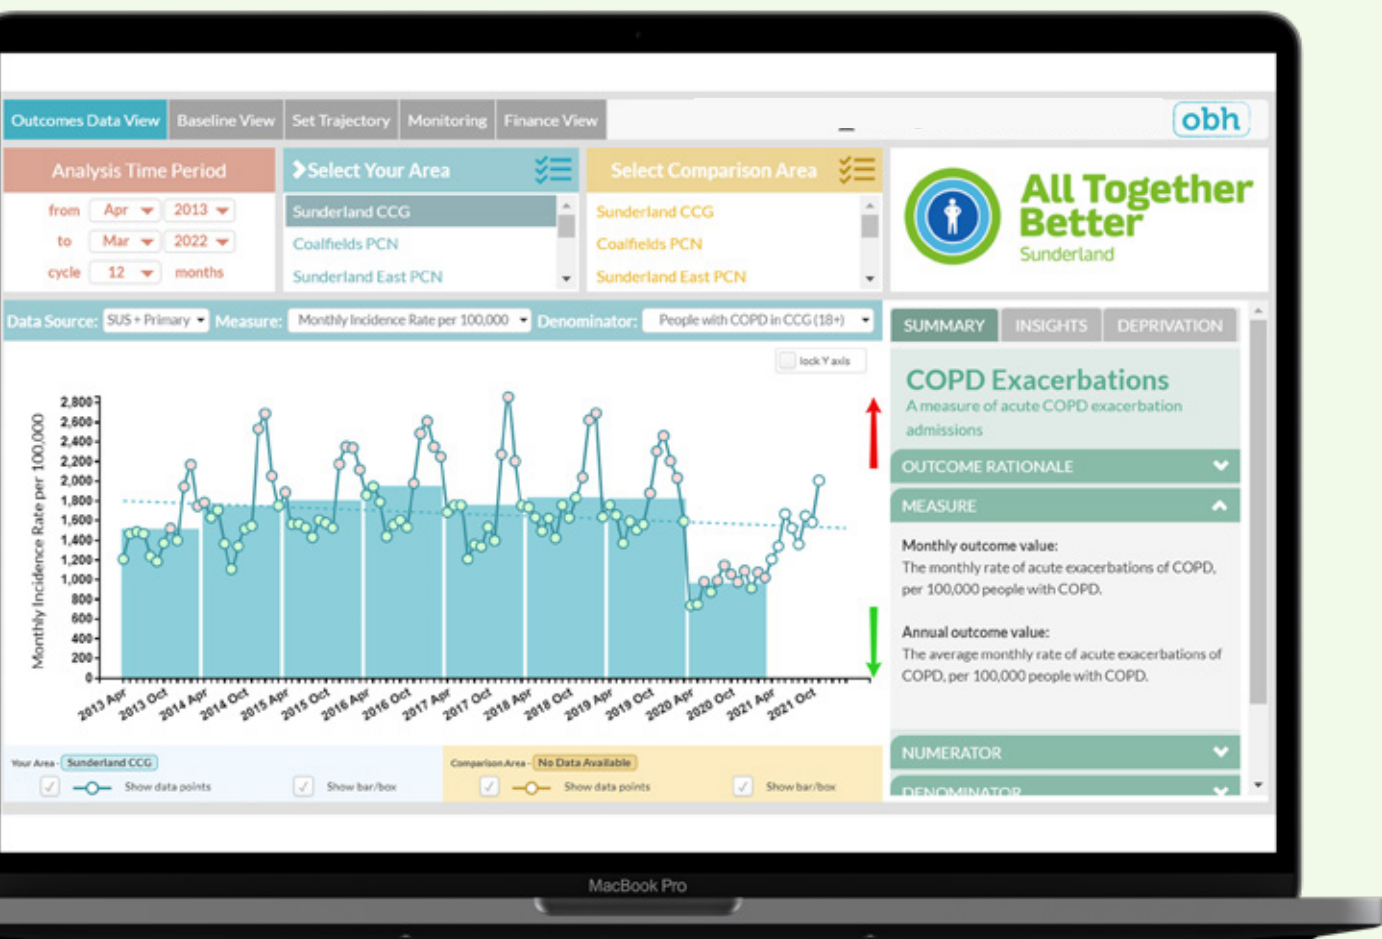 Outcomes Data View
Baseline View
Set Trajectory
Monitoring
Finance View
obh
Analysis Time Period
from Apr 2013
to Mar 2022
cycle 12 months
Select Your Area
Sunderland CCG
Coalfields PCN
Sunderland East PCN
Select Comparison Area
Sunderland CCG
Coalfields PCN
Sunderland East PCN
All Together
Better
Sunderland
Data Source: SUS + Primary Measure: Monthly Incidence Rate per 100,000 Denominator: People with COPD in CCG (18+)
lock Y axis
Monthly Incidence Rate per 100,000
2,800
2,600
2,400
2,200
2,000
1,800
1,600
1,400
1,200
1,000
800
600
400
200
0
2013 Apr
2013 Oct
2014 Apr
2014 Oct
2015 Apr
2015 Oct
2016 Apr
2016 Oct
2017 Apr
2017 Oct
2018 Apr
2018 Oct
2019 Apr
2019 Oct
2020 Apr
2020 Oct
2021 Apr
2021 Oct
Your Area - Sunderland CCG
Show data points
Show bar/box
Comparison Area - No Data Available
Show data points
Show bar/box
SUMMARY
INSIGHTS
DEPRIVATION
COPD Exacerbations
A measure of acute COPD exacerbation
admissions
OUTCOME RATIONALE
MEASURE
Monthly outcome value:
The monthly rate of acute exacerbations of COPD,
per 100,000 people with COPD.
Annual outcome value:
The average monthly rate of acute exacerbations of
COPD, per 100,000 people with COPD.
NUMERATOR
DENOMINATOR
MacBook Pro